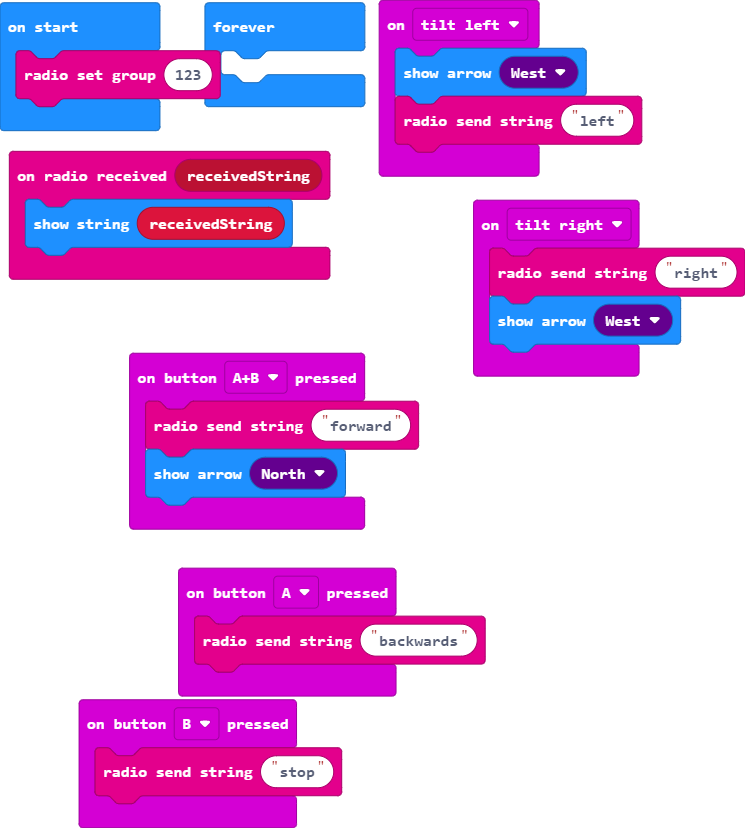 on start
radio set group 123
forever
on tilt left
show arrow West
radio send string "left"
on radio received receivedString
show string receivedString
on tilt right
radio send string "right"
show arrow West
on button A+B pressed
radio send string "forward"
show arrow North
on button A pressed
radio send string "backwards"
on button B pressed
radio send string "stop"